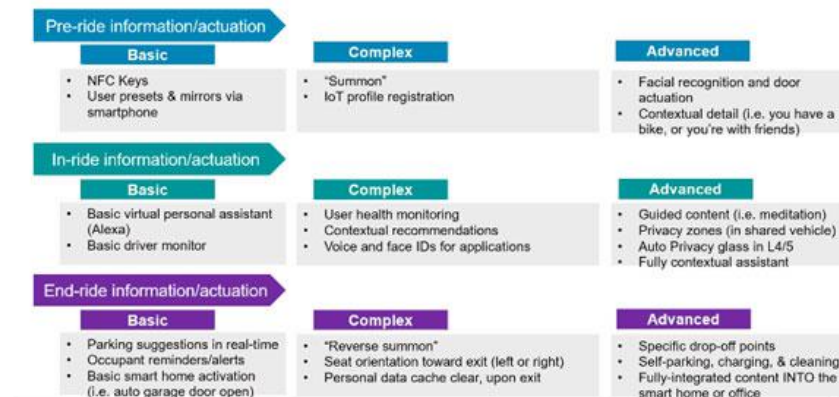 Pre-ride information/actuation
Basic
• NFC Keys
• User presets & mirrors via
smartphone
Complex
• "Summon"
• IoT profile registration
Advanced
• Facial recognition and door
actuation
• Contextual detail (i.e. you have a
bike, or you're with friends)
In-ride information/actuation
Basic
• Basic virtual personal assistant
(Alexa)
• Basic driver monitor
Complex
• User health monitoring
• Contextual recommendations
• Voice and face IDs for applications
Advanced
• Guided content (i.e. meditation)
• Privacy zones (in shared vehicle)
• Auto Privacy glass in L4/5
• Fully contextual assistant
End-ride information/actuation
Basic
• Parking suggestions in real-time
• Occupant reminders/alerts
• Basic smart home activation
(i.e. auto garage door open)
Complex
• "Reverse summon"
• Seat orientation toward exit (left or right)
• Personal data cache clear, upon exit
Advanced
• Specific drop-off points
• Self-parking, charging, & cleaning
• Fully-integrated content INTO the
smart home or office